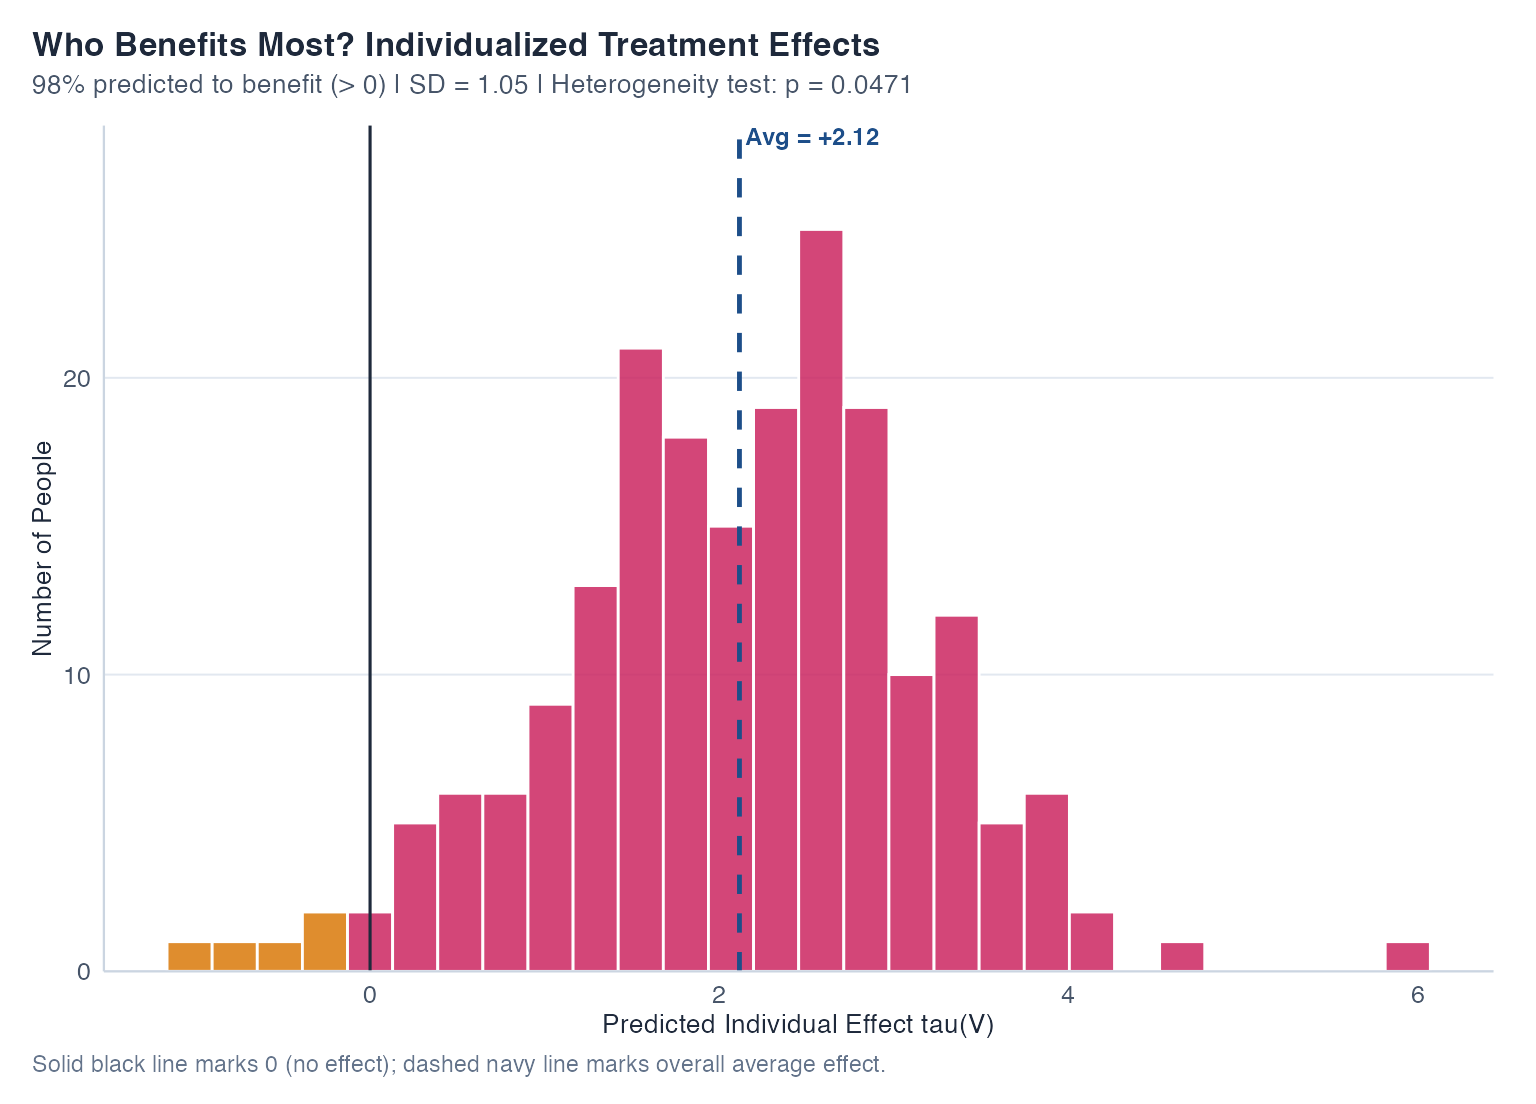 Who Benefits Most? Individualized Treatment Effects
98% predicted to benefit (> 0) | SD = 1.05 | Heterogeneity test: p = 0.0471
Avg = +2.12
Number of People
20
10
0
0 2 4 6
Predicted Individual Effect tau(V)
Solid black line marks 0 (no effect); dashed navy line marks overall average effect.